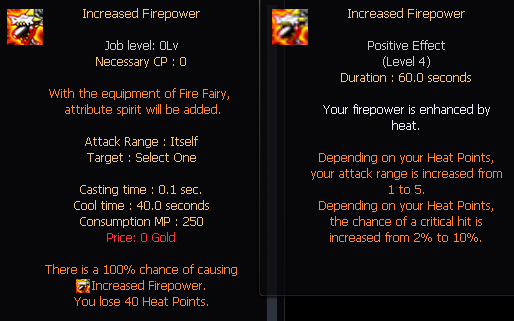 Increased Firepower
Job level: 0Lv
Necessary CP : 0
With the equipment of Fire Fairy,
attribute spirit will be added.
Attack Range : Itself
Target : Select One
Casting time : 0.1 sec.
Cool time : 40.0 seconds
Consumption MP : 250
Price: 0 Gold
There is a 100% chance of causing
Increased Firepower.
You lose 40 Heat Points.
Increased Firepower
Positive Effect
(Level 4)
Duration : 60.0 seconds
Your firepower is enhanced by
heat.
Depending on your Heat Points,
your attack range is increased from
1 to 5.
Depending on your Heat Points,
the chance of a critical hit is
increased from 2% to 10%.